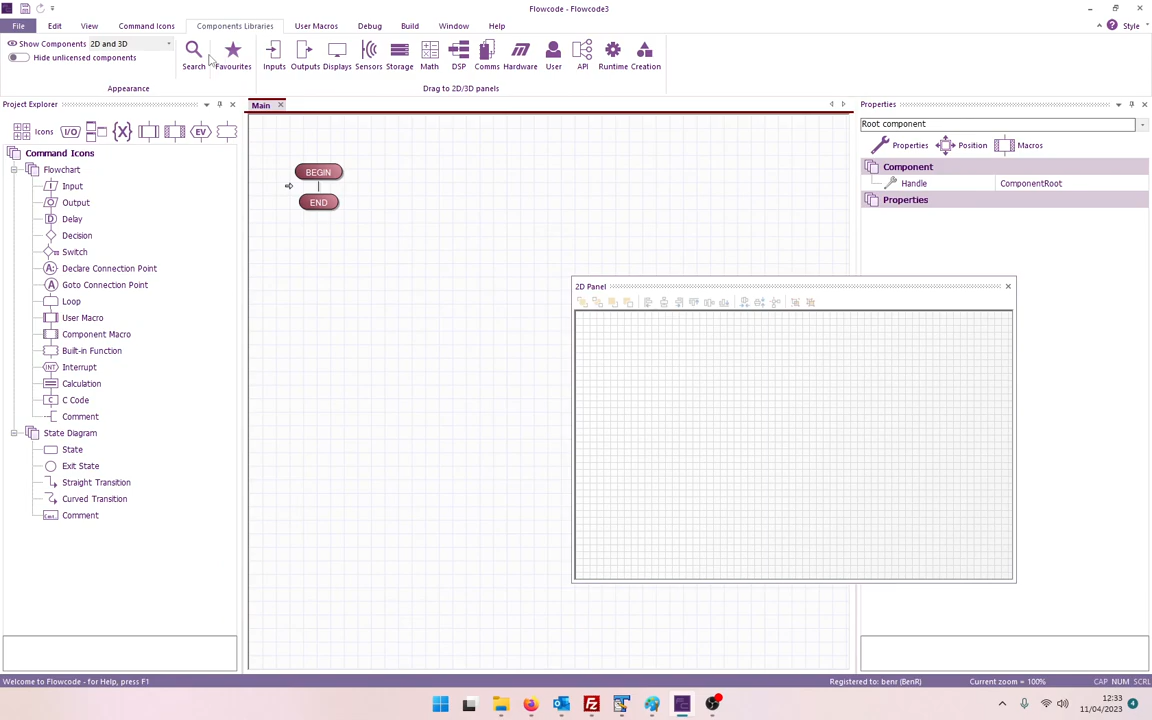 Flowcode - Flowcode3
File Edit View Command Icons Components Libraries User Macros Debug Build Window Help Style
Show Components 2D and 3D
Hide unlicensed components
Search Favourites Inputs Outputs Displays Sensors Storage Math DSP Comms Hardware User API Runtime Creation
Appearance Drag to 2D/3D panels
Project Explorer
Icons I/O {X} EV
Command Icons
Flowchart
Input
Output
Delay
Decision
Switch
Declare Connection Point
Goto Connection Point
Loop
User Macro
Component Macro
Built-in Function
Interrupt
Calculation
C Code
Comment
State Diagram
State
Exit State
Straight Transition
Curved Transition
Comment
Main
BEGIN
END
2D Panel
Properties
Root component
Properties Position Macros
Component
Handle ComponentRoot
Properties
Welcome to Flowcode - for Help, press F1 Registered to: benr (BenR) Current zoom = 100% CAP NUM SCRL
12:33
11/04/2023
4